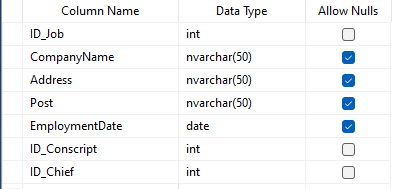 Column Name Data Type Allow Nulls
ID_Job int
CompanyName nvarchar(50)
Address nvarchar(50)
Post nvarchar(50)
EmploymentDate date
ID_Conscript int
ID_Chief int